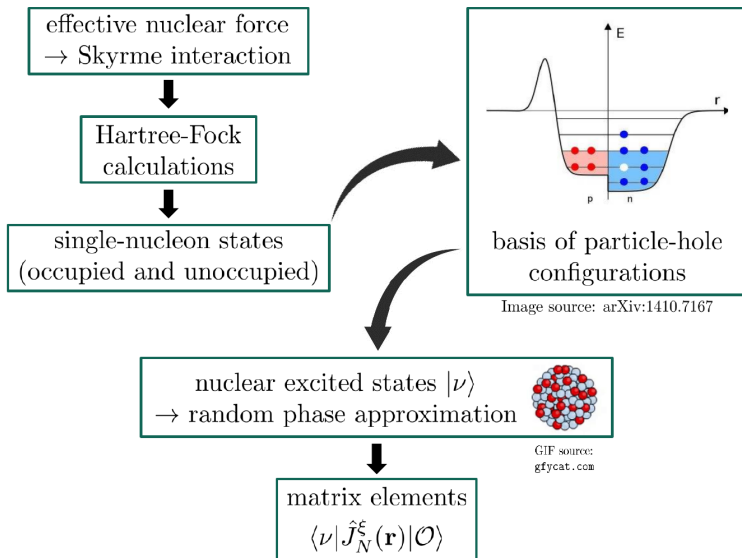 effective nuclear force
→ Skyrme interaction
Hartree-Fock
calculations
single-nucleon states
(occupied and unoccupied)
E
r
p
n
basis of particle-hole
configurations
Image source: arXiv:1410.7167
nuclear excited states |ν⟩
→ random phase approximation
GIF source:
gfycat.com
matrix elements
⟨ν|Ĵ_N^ξ(r)|𝒪⟩